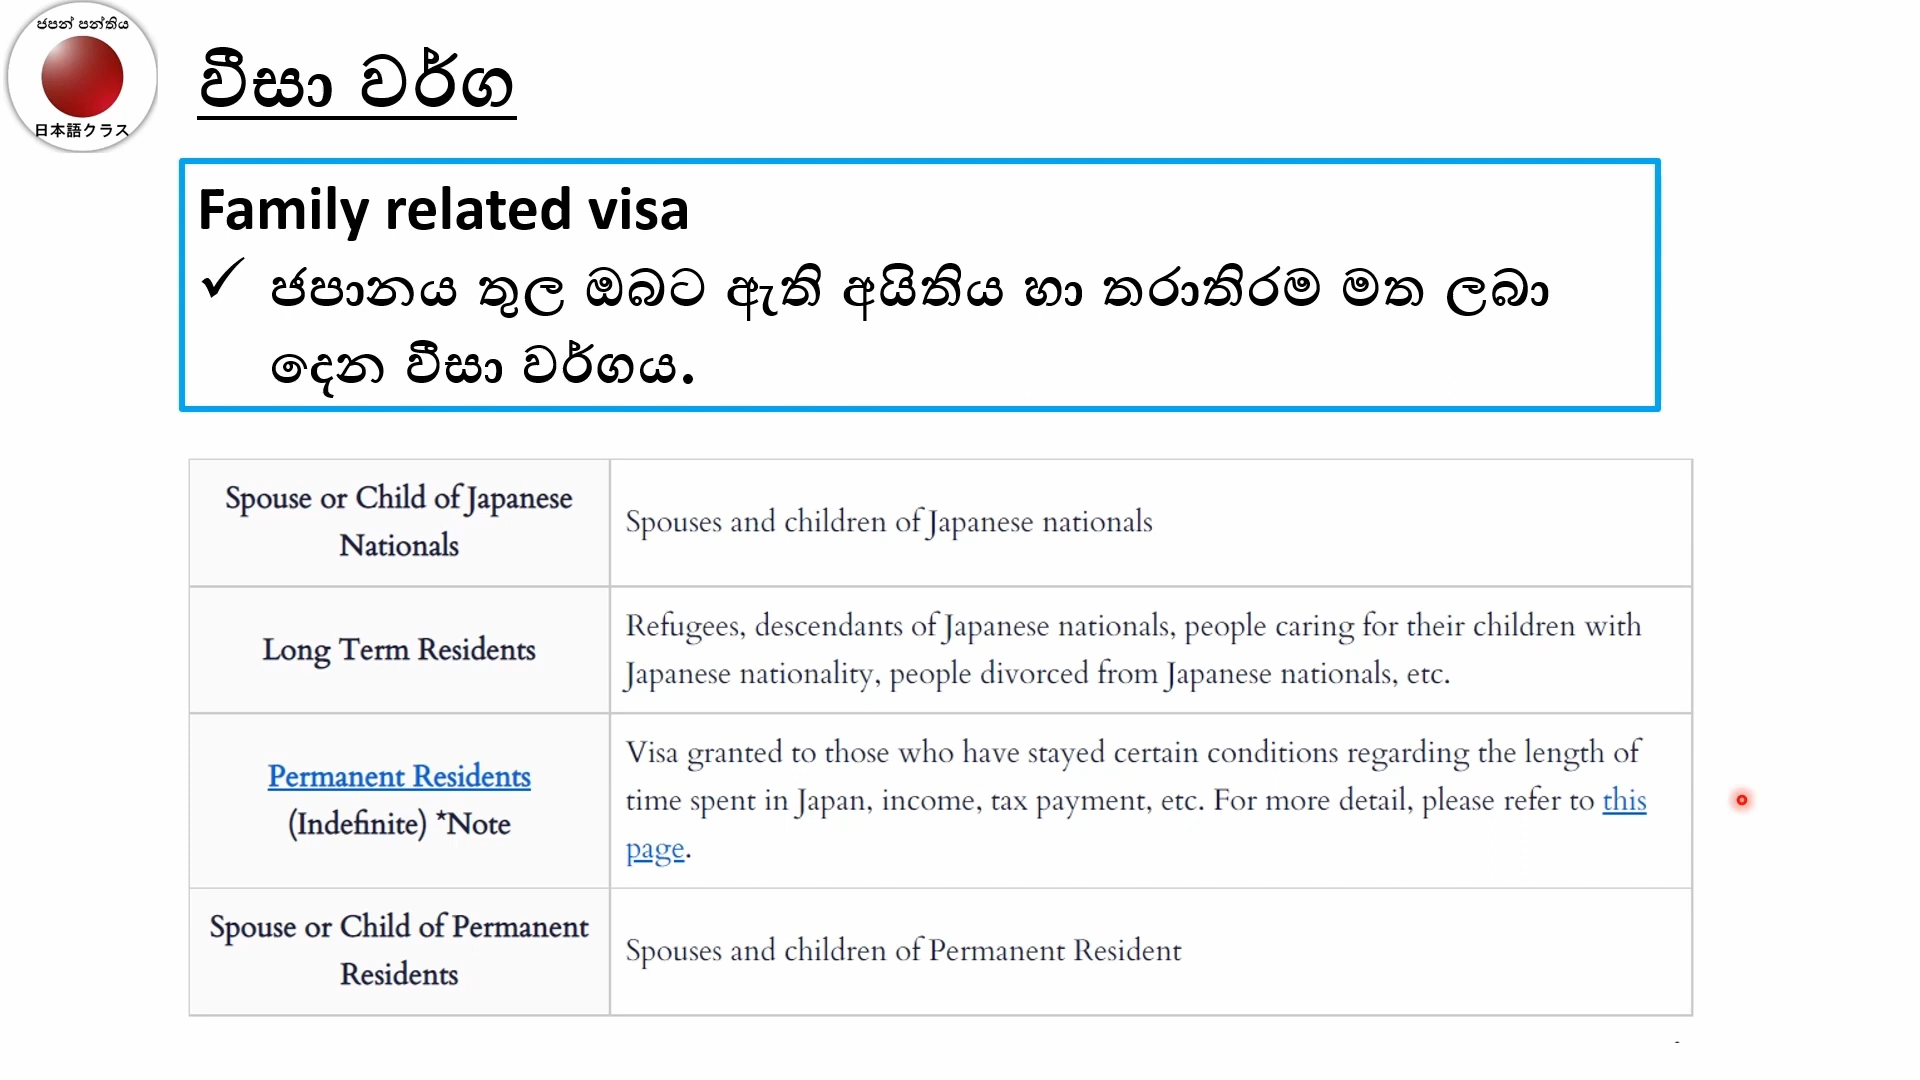 ජපන් පන්තිය
日本語クラス
වීසා වර්ග
Family related visa
✓ ජපානය තුල ඔබට ඇති අයිතිය හා තරාතිරම මත ලබා
දෙන වීසා වර්ගය.
Spouse or Child of Japanese
Nationals
Spouses and children of Japanese nationals
Long Term Residents
Refugees, descendants of Japanese nationals, people caring for their children with
Japanese nationality, people divorced from Japanese nationals, etc.
Permanent Residents
(Indefinite) *Note
Visa granted to those who have stayed certain conditions regarding the length of
time spent in Japan, income, tax payment, etc. For more detail, please refer to this
page.
Spouse or Child of Permanent
Residents
Spouses and children of Permanent Resident